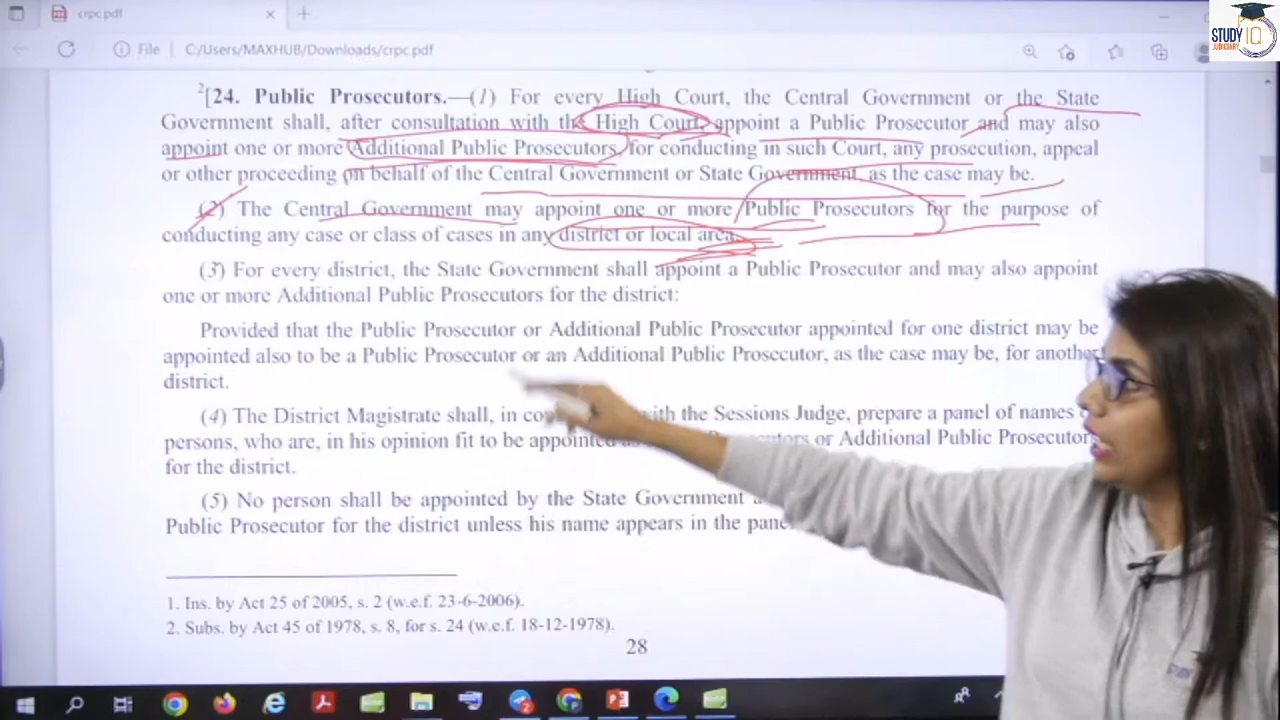 crpc.pdf
File C:/Users/MAXHUB/Downloads/crpc.pdf
STUDY IQ
JUDICIARY
2[24. Public Prosecutors.—(1) For every High Court, the Central Government or the State
Government shall, after consultation with the High Court, appoint a Public Prosecutor and may also
appoint one or more Additional Public Prosecutors, for conducting in such Court, any prosecution, appeal
or other proceeding on behalf of the Central Government or State Government, as the case may be.
(2) The Central Government may appoint one or more Public Prosecutors for the purpose of
conducting any case or class of cases in any district or local area.
(3) For every district, the State Government shall appoint a Public Prosecutor and may also appoint
one or more Additional Public Prosecutors for the district:
Provided that the Public Prosecutor or Additional Public Prosecutor appointed for one district may be
appointed also to be a Public Prosecutor or an Additional Public Prosecutor, as the case may be, for another
district.
(4) The District Magistrate shall, in with the Sessions Judge, prepare a panel of names
persons, who are, in his opinion fit to be appointed or Additional Public Prosecutor
for the district.
(5) No person shall be appointed by the State Government
Public Prosecutor for the district unless his name appears in the
1. Ins. by Act 25 of 2005, s. 2 (w.e.f. 23-6-2006).
2. Subs. by Act 45 of 1978, s. 8, for s. 24 (w.e.f. 18-12-1978).
28